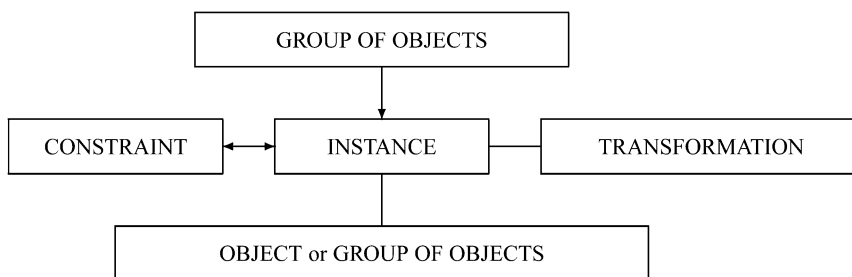 GROUP OF OBJECTS
CONSTRAINT
INSTANCE
TRANSFORMATION
OBJECT or GROUP OF OBJECTS